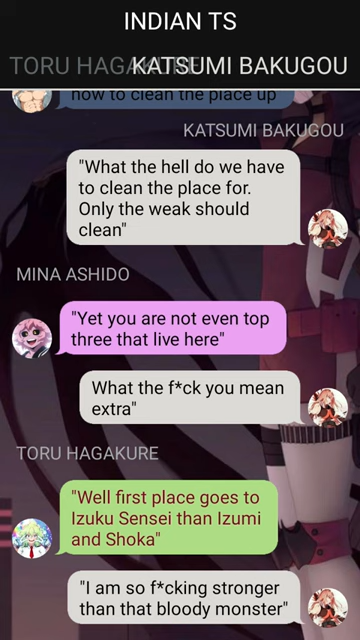 INDIAN TS
TORU HAGAKURE KATSUMI BAKUGOU
how to clean the place up
KATSUMI BAKUGOU
"What the hell do we have
to clean the place for.
Only the weak should
clean"
MINA ASHIDO
"Yet you are not even top
three that live here"
What the f*ck you mean
extra"
TORU HAGAKURE
"Well first place goes to
Izuku Sensei than Izumi
and Shoka"
"I am so f*cking stronger
than that bloody monster"